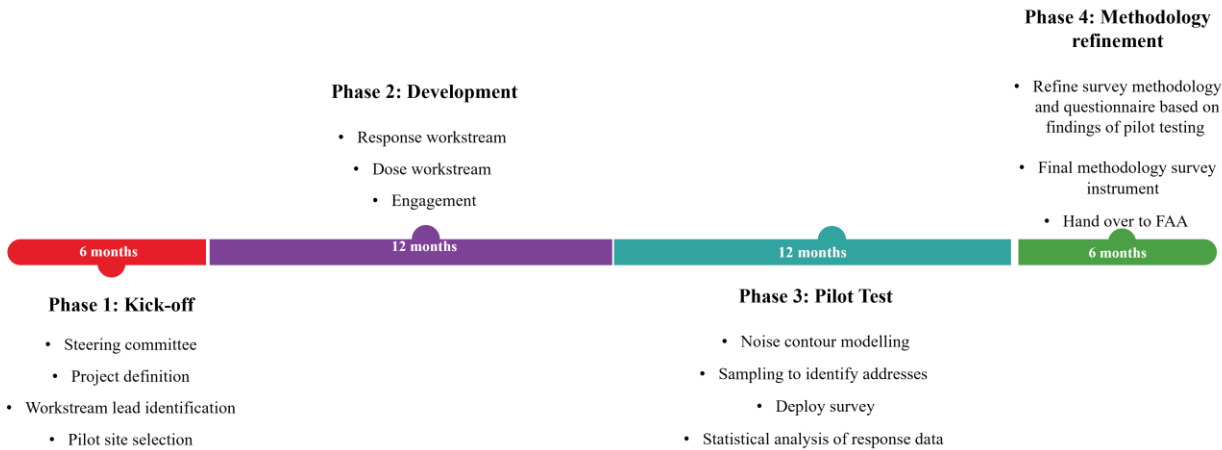 Phase 1: Kick-off
6 months
• Steering committee
• Project definition
• Workstream lead identification
• Pilot site selection
Phase 2: Development
• Response workstream
• Dose workstream
• Engagement
12 months
12 months
Phase 3: Pilot Test
• Noise contour modelling
• Sampling to identify addresses
• Deploy survey
• Statistical analysis of response data
Phase 4: Methodology
refinement
• Refine survey methodology
and questionnaire based on
findings of pilot testing
• Final methodology survey
instrument
• Hand over to FAA
6 months